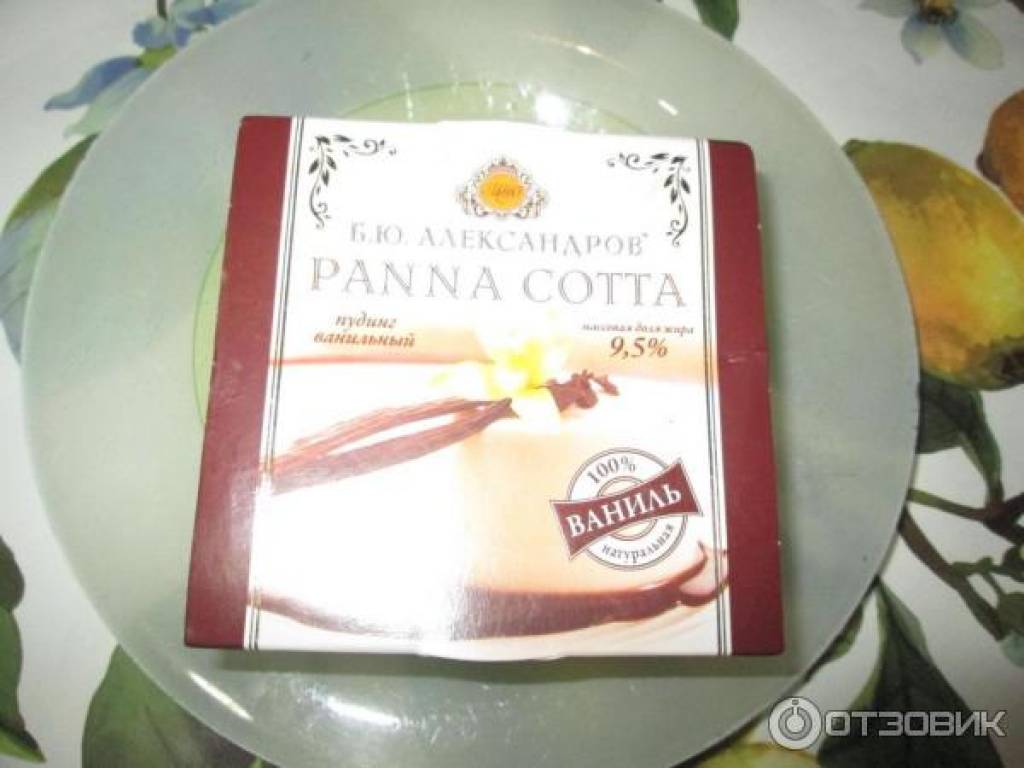 Б.Ю. АЛЕКСАНДРОВ
PANNA COTTA
пудинг
ванильный
массовая доля жира
9,5%
100%
ВАНИЛЬ
натуральная
ОТЗОВИК